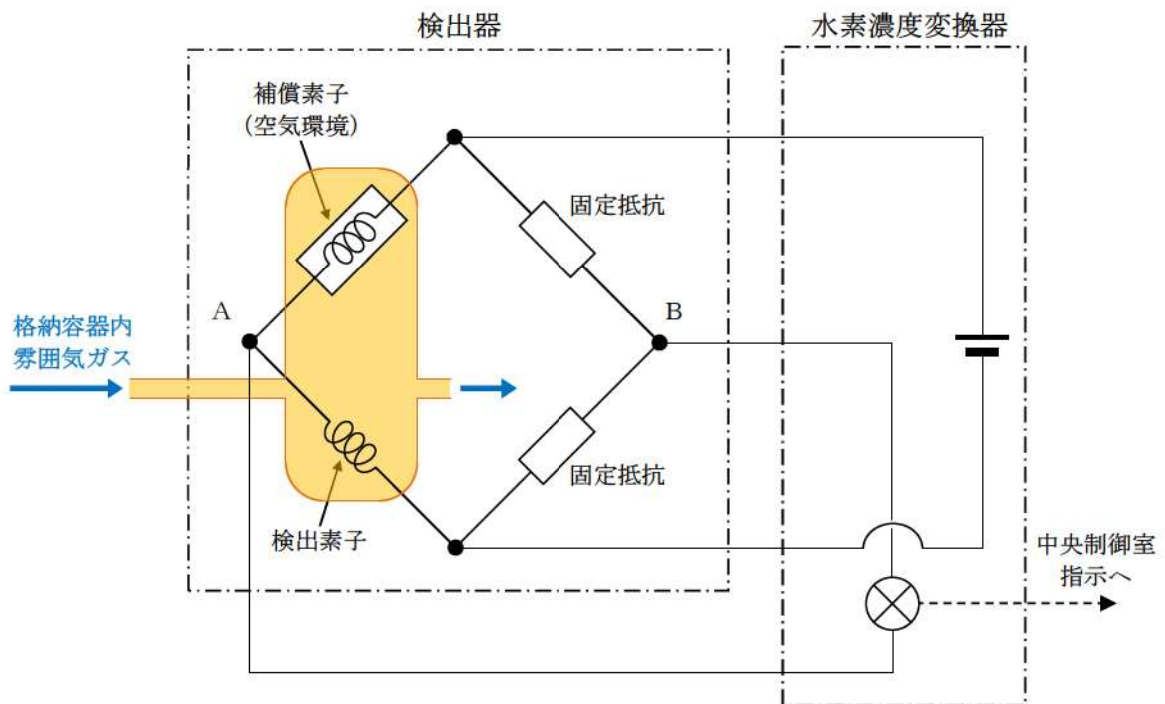 検出器
水素濃度変換器
補償素子
(空気環境)
固定抵抗
A
B
格納容器内
雰囲気ガス
固定抵抗
検出素子
中央制御室
指示へ